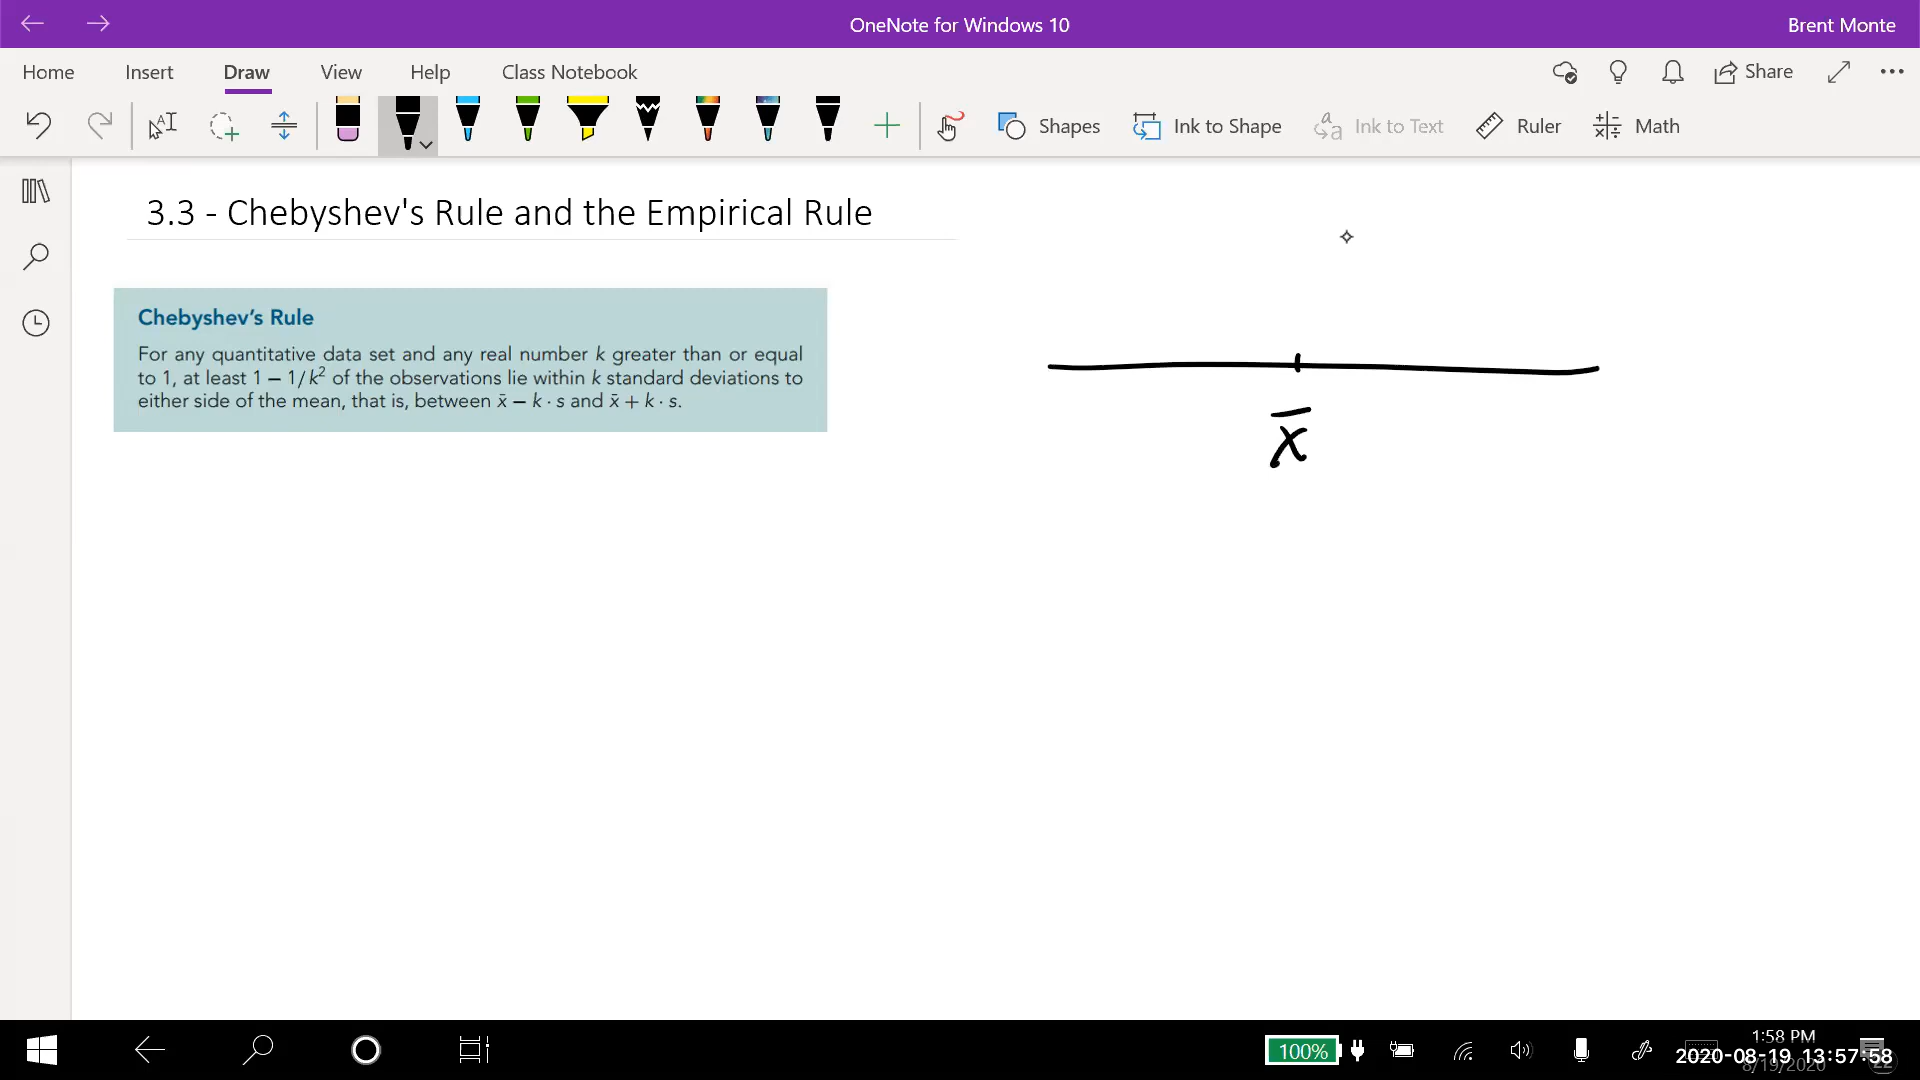 OneNote for Windows 10
Brent Monte
Home Insert Draw View Help Class Notebook
Share
Shapes Ink to Shape Ink to Text Ruler Math
3.3 - Chebyshev's Rule and the Empirical Rule
Chebyshev's Rule
For any quantitative data set and any real number k greater than or equal
to 1, at least 1 − 1/k² of the observations lie within k standard deviations to
either side of the mean, that is, between x̄ − k · s and x̄ + k · s.
x̄
100%
1:58 PM
2020-08-19 13:57:58
8/19/2020
22